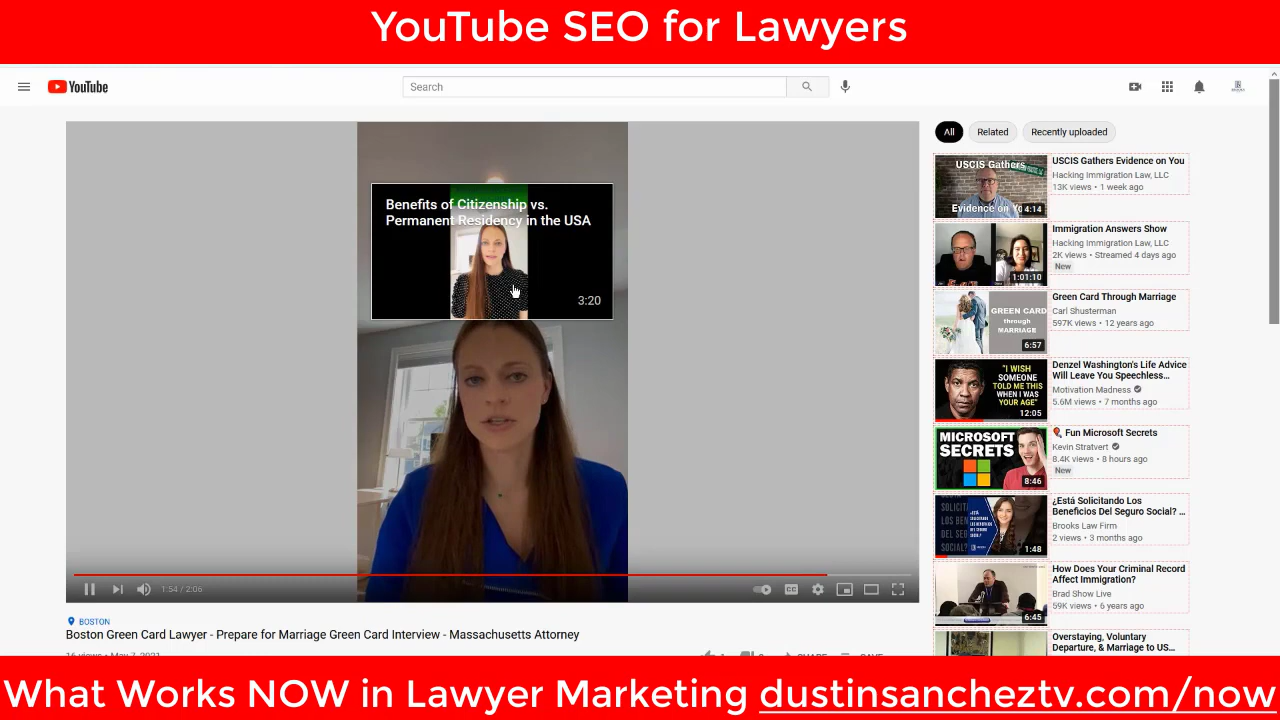 YouTube SEO for Lawyers
YouTube
Search
All
Related
Recently uploaded
Benefits of Citizenship vs.
Permanent Residency in the USA
3:20
1:54 / 2:06
BOSTON
Boston Green Card Lawyer - Prepare for Marriage Green Card Interview - Massachusetts Attorney
16 views • May 7, 2021
SHARE
SAVE
USCIS Gathers
Evidence on Yo
4:14
USCIS Gathers Evidence on You
Hacking Immigration Law, LLC
13K views • 1 week ago
1:01:10
Immigration Answers Show
Hacking Immigration Law, LLC
2K views • Streamed 4 days ago
New
GREEN CARD
through
MARRIAGE
6:57
Green Card Through Marriage
Carl Shusterman
597K views • 12 years ago
"I WISH
SOMEONE
TOLD ME THIS
WHEN I WAS
YOUR AGE"
12:05
Denzel Washington's Life Advice
Will Leave You Speechless...
Motivation Madness
5.6M views • 7 months ago
MICROSOFT
SECRETS
8:46
Fun Microsoft Secrets
Kevin Stratvert
8.4K views • 8 hours ago
New
1:48
¿Está Solicitando Los
Beneficios Del Seguro Social? ...
Brooks Law Firm
2 views • 3 months ago
6:45
How Does Your Criminal Record
Affect Immigration?
Brad Show Live
59K views • 6 years ago
Overstaying, Voluntary
Departure, & Marriage to US...
What Works NOW in Lawyer Marketing dustinsancheztv.com/now